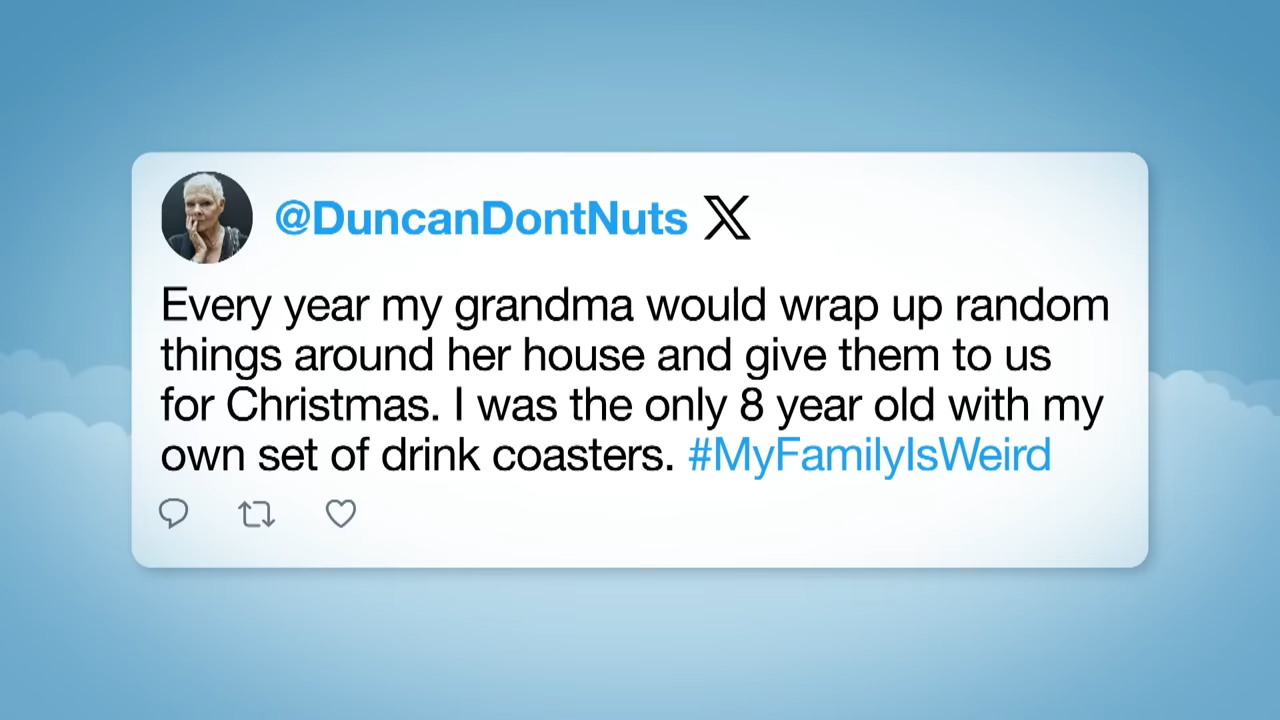 @DuncanDontNuts X
Every year my grandma would wrap up random
things around her house and give them to us
for Christmas. I was the only 8 year old with my
own set of drink coasters. #MyFamilyIsWeird